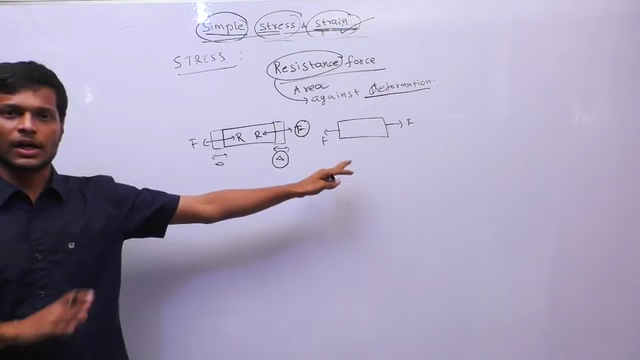 Simple stress & strain
STRESS :
Resistance force
Area
against deformation.
F R R F
Δ Δ
F F